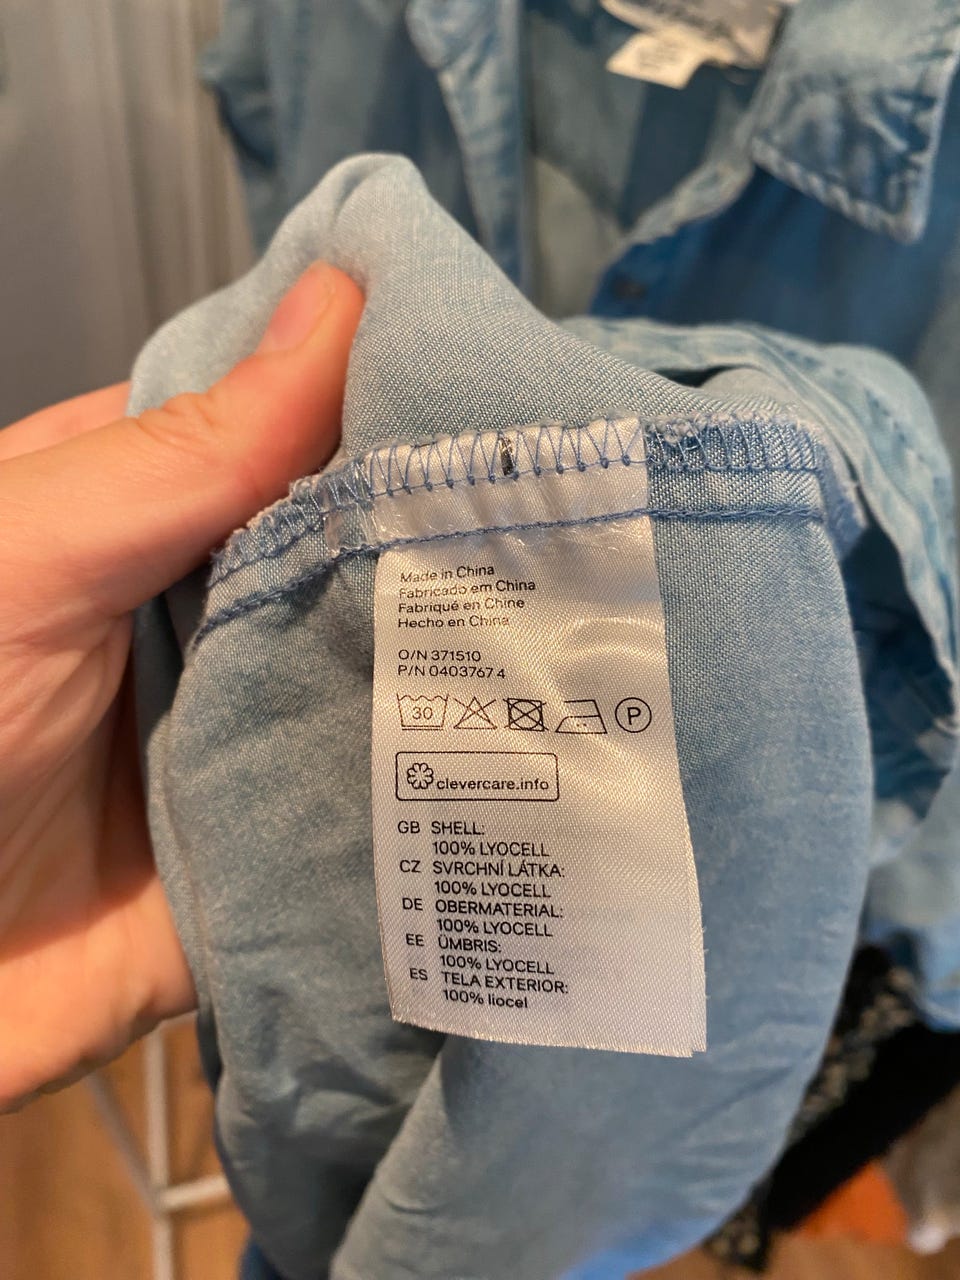 Made in China
Fabricado em China
Fabriqué en Chine
Hecho en China
O/N 371510
P/N 0403767 4
30 P
clevercare.info
GB SHELL:
100% LYOCELL
CZ SVRCHNÍ LÁTKA:
100% LYOCELL
DE OBERMATERIAL:
100% LYOCELL
EE ÜMBRIS:
100% LYOCELL
ES TELA EXTERIOR:
100% liocel